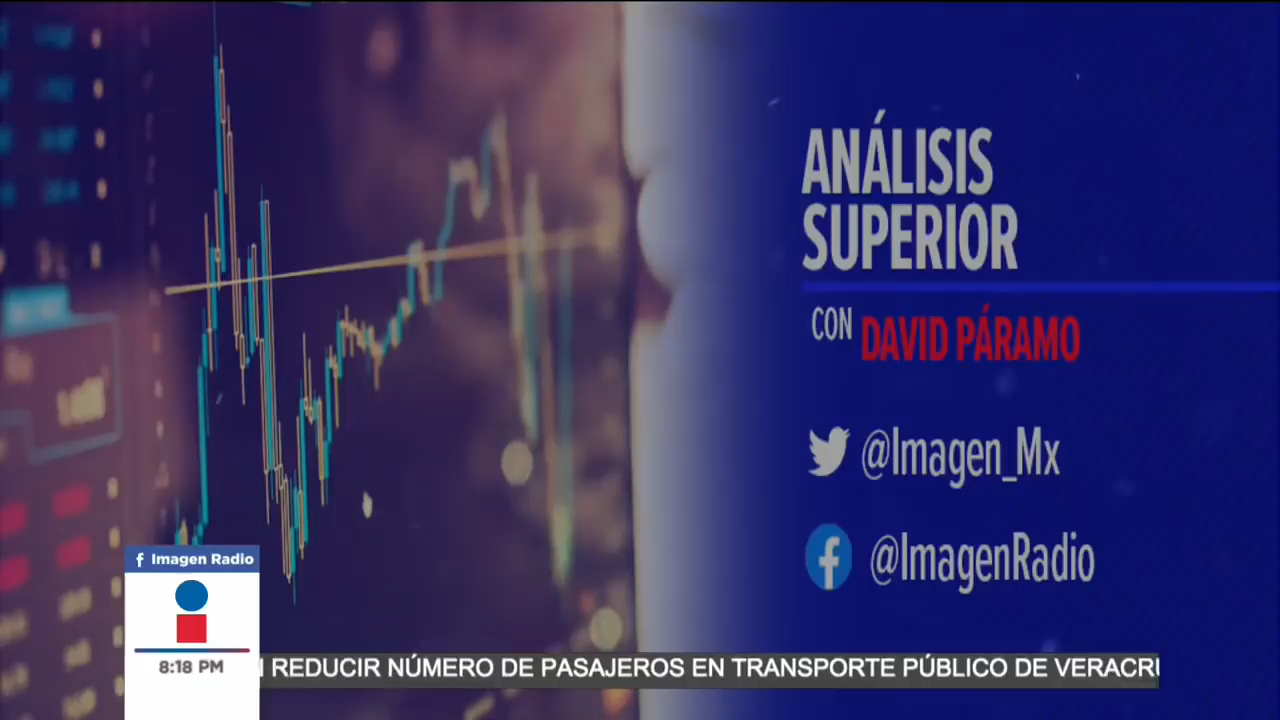 ANÁLISIS
SUPERIOR
CON DAVID PÁRAMO
@Imagen_Mx
@ImagenRadio
Imagen Radio
8:18 PM
REDUCIR NÚMERO DE PASAJEROS EN TRANSPORTE PÚBLICO DE